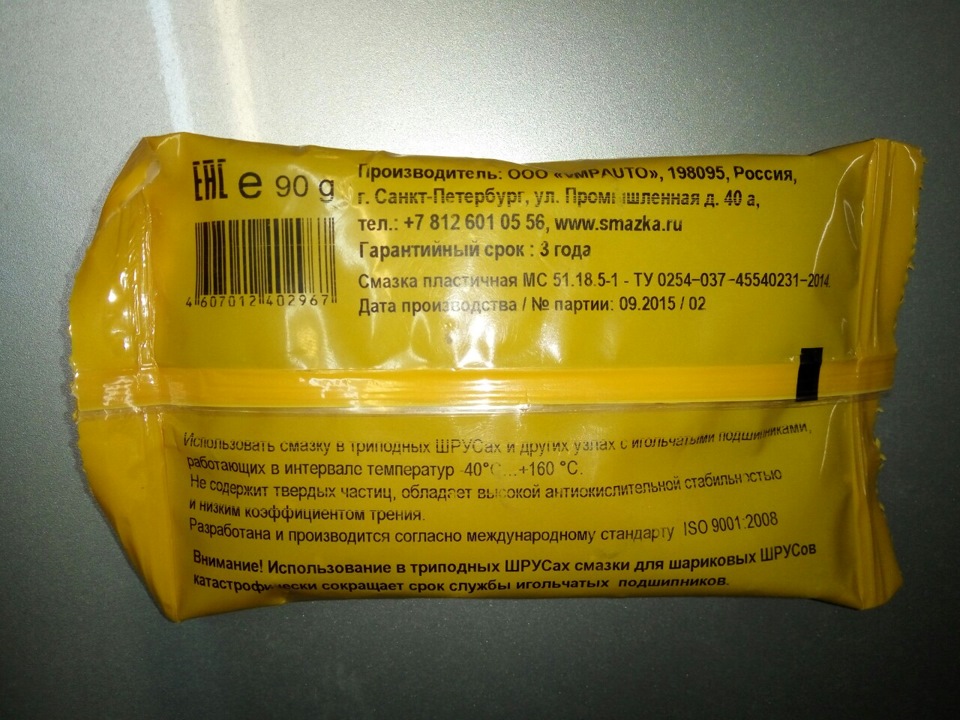 EAC e 90 g
4 607012 402967
Производитель: ООО «VMPAUTO», 198095, Россия,
г. Санкт-Петербург, ул. Промышленная д. 40 а,
тел.: +7 812 601 05 56, www.smazka.ru
Гарантийный срок : 3 года
Смазка пластичная МС 51.18.5-1 - ТУ 0254-037-45540231-2014
Дата производства / № партии: 09.2015 / 02
Использовать смазку в триподных ШРУСах и других узлах с игольчатыми подшипниками,
работающих в интервале температур -40°C...+160 °C.
Не содержит твердых частиц, обладает высокой антиокислительной стабильностью
и низким коэффициентом трения.
Разработана и производится согласно международному стандарту ISO 9001:2008
Внимание! Использование в триподных ШРУСах смазки для шариковых ШРУСов
катастрофически сокращает срок службы игольчатых подшипников.